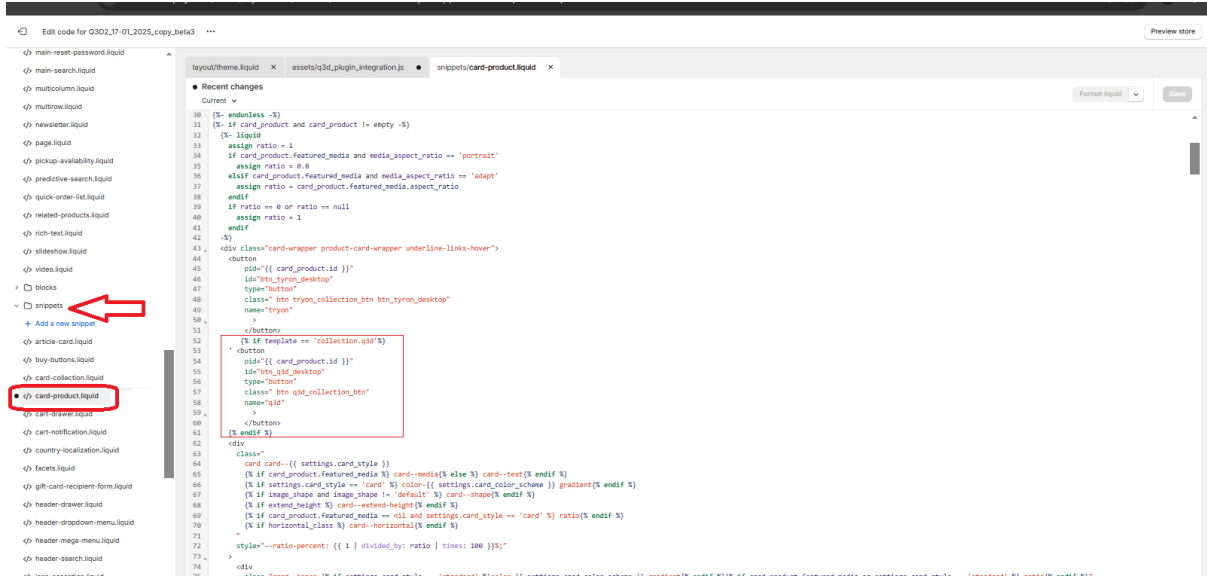 Edit code for Q3D2_17-01_2025_copy_beta3 •••
Preview store
</> main-reset-password.liquid
</> main-search.liquid
</> multicolumn.liquid
</> multirow.liquid
</> newsletter.liquid
</> page.liquid
</> pickup-availability.liquid
</> predictive-search.liquid
</> quick-order-list.liquid
</> related-products.liquid
</> rich-text.liquid
</> slideshow.liquid
</> video.liquid
> blocks
snippets
+ Add a new snippet
</> article-card.liquid
</> buy-buttons.liquid
</> card-collection.liquid
● </> card-product.liquid
</> cart-drawer.liquid
</> cart-notification.liquid
</> country-localization.liquid
</> facets.liquid
</> gift-card-recipient-form.liquid
</> header-drawer.liquid
</> header-dropdown-menu.liquid
</> header-mega-menu.liquid
</> header-search.liquid
layout/theme.liquid × assets/q3d_plugin_integration.js ● snippets/card-product.liquid ×
● Recent changes
Current
Format liquid Save
30 {%- endunless -%}
31 {%- if card_product and card_product != empty -%}
32 {%- liquid
33 assign ratio = 1
34 if card_product.featured_media and media_aspect_ratio == 'portrait'
35 assign ratio = 0.8
36 elsif card_product.featured_media and media_aspect_ratio == 'adapt'
37 assign ratio = card_product.featured_media.aspect_ratio
38 endif
39 if ratio == 0 or ratio == null
40 assign ratio = 1
41 endif
42 -%}
43 <div class="card-wrapper product-card-wrapper underline-links-hover">
44 <button
45 pid="{{ card_product.id }}"
46 id="btn_tyron_desktop"
47 type="button"
48 class=" btn tryon_collection_btn btn_tyron_desktop"
49 name="tryon"
50 >
51 </button>
52 {% if template == 'collection.q3d'%}
53 <button
54 pid="{{ card_product.id }}"
55 id="btn_q3d_desktop"
56 type="button"
57 class=" btn q3d_collection_btn"
58 name="q3d"
59 >
60 </button>
61 {% endif %}
62 <div
63 class="
64 card card--{{ settings.card_style }}
65 {% if card_product.featured_media %} card--media{% else %} card--text{% endif %}
66 {% if settings.card_style == 'card' %} color-{{ settings.card_color_scheme }} gradient{% endif %}
67 {% if image_shape and image_shape != 'default' %} card--shape{% endif %}
68 {% if extend_height %} card--extend-height{% endif %}
69 {% if card_product.featured_media == nil and settings.card_style == 'card' %} ratio{% endif %}
70 {% if horizontal_class %} card--horizontal{% endif %}
71 "
72 style="--ratio-percent: {{ 1 | divided_by: ratio | times: 100 }}%;"
73 >
74 <div